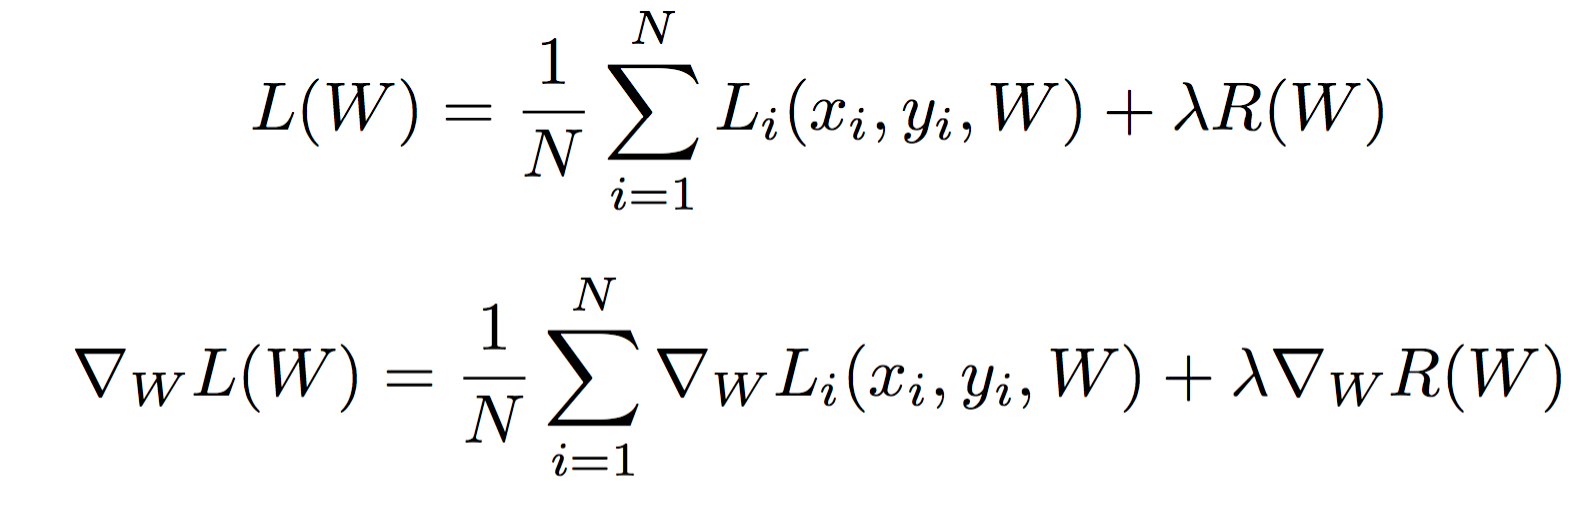 L(W) = \frac{1}{N} \sum_{i=1}^{N} L_i(x_i, y_i, W) + \lambda R(W)
\nabla_W L(W) = \frac{1}{N} \sum_{i=1}^{N} \nabla_W L_i(x_i, y_i, W) + \lambda \nabla_W R(W)